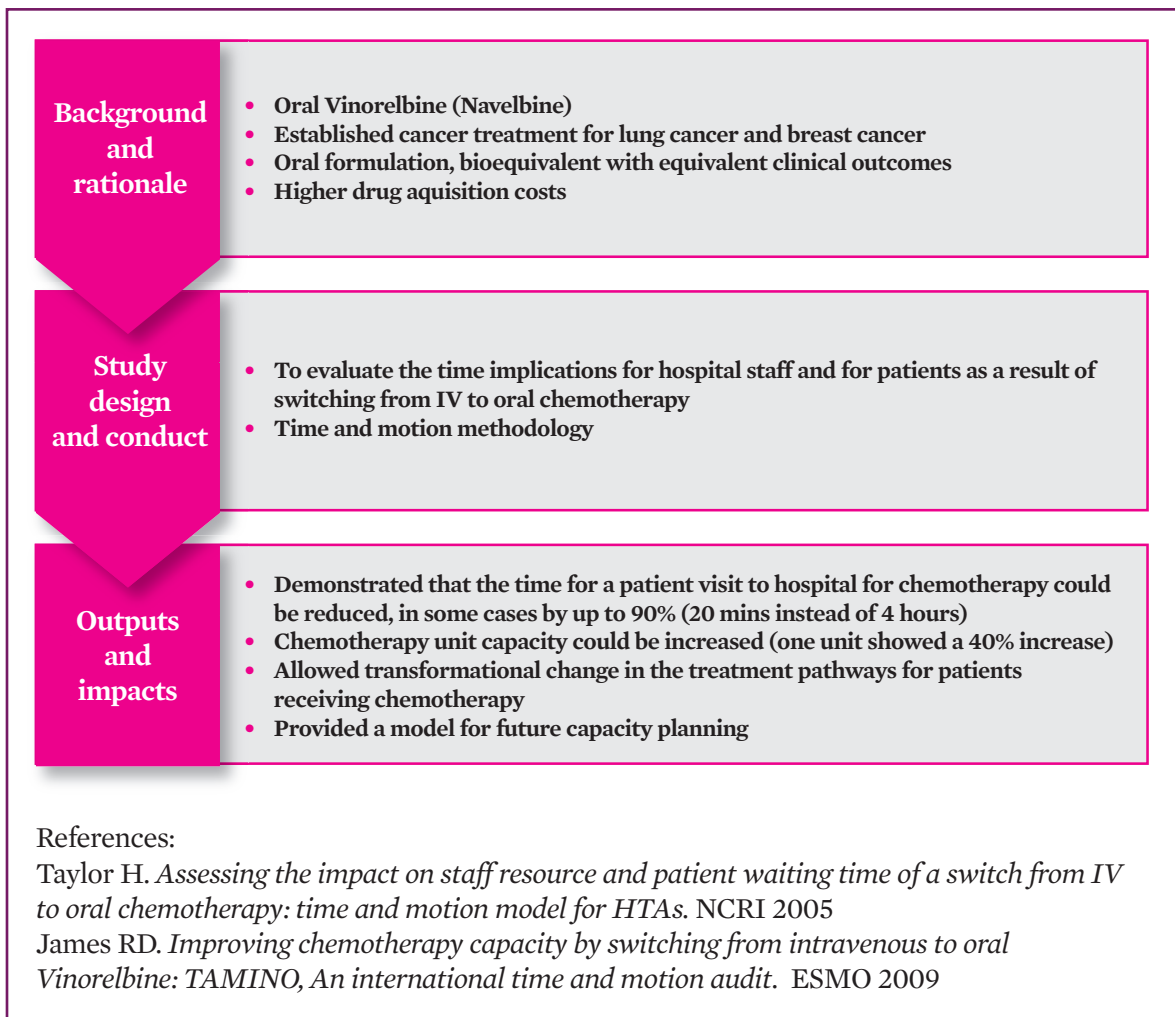 Background
and
rationale
• Oral Vinorelbine (Navelbine)
• Established cancer treatment for lung cancer and breast cancer
• Oral formulation, bioequivalent with equivalent clinical outcomes
• Higher drug aquisition costs
Study
design
and conduct
• To evaluate the time implications for hospital staff and for patients as a result of
switching from IV to oral chemotherapy
• Time and motion methodology
Outputs
and
impacts
• Demonstrated that the time for a patient visit to hospital for chemotherapy could
be reduced, in some cases by up to 90% (20 mins instead of 4 hours)
• Chemotherapy unit capacity could be increased (one unit showed a 40% increase)
• Allowed transformational change in the treatment pathways for patients
receiving chemotherapy
• Provided a model for future capacity planning
References:
Taylor H. Assessing the impact on staff resource and patient waiting time of a switch from IV
to oral chemotherapy: time and motion model for HTAs. NCRI 2005
James RD. Improving chemotherapy capacity by switching from intravenous to oral
Vinorelbine: TAMINO, An international time and motion audit. ESMO 2009